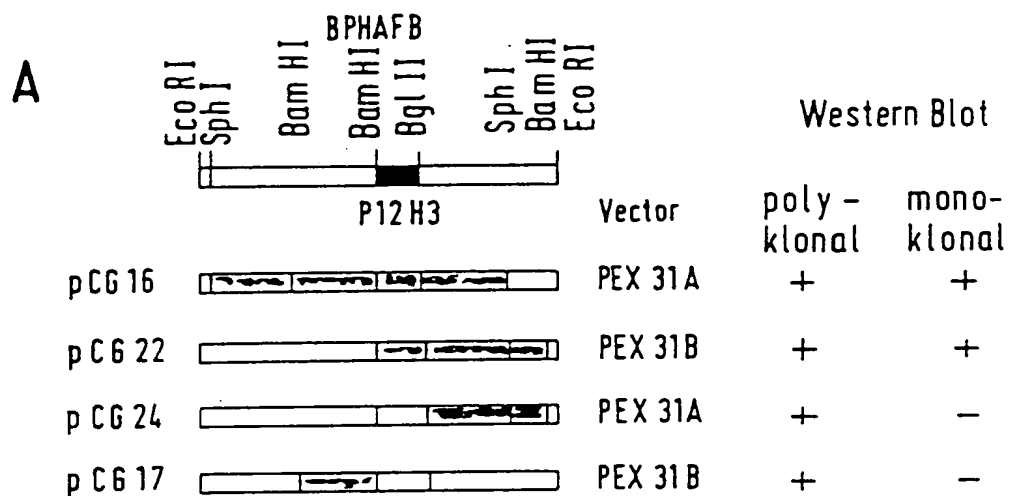 A
BPHAFB
Eco RI
Sph I
Bam HI
Bam HI
Bgl II
Sph I
Bam HI
Eco RI
Western Blot
P12 H3
Vector
poly-
klonal
mono-
klonal
pCG 16 PEX 31A + +
pCG 22 PEX 31B + +
pCG 24 PEX 31A + -
pCG 17 PEX 31B + -